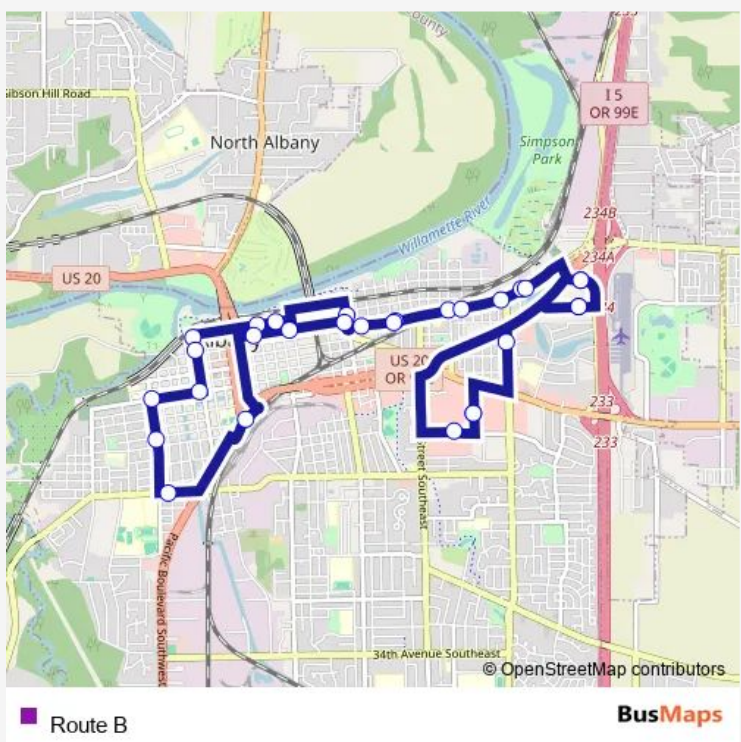 255
County
Gibson Hill Road
I 5
OR 99E
North Albany
Simpson
Park
Willamette River
234B
234A
US 20
US 20
OR
233
233
Street Southeast
Pacific Boulevard Southwest
34th Avenue Southeast
© OpenStreetMap contributors
Route B
BusMaps